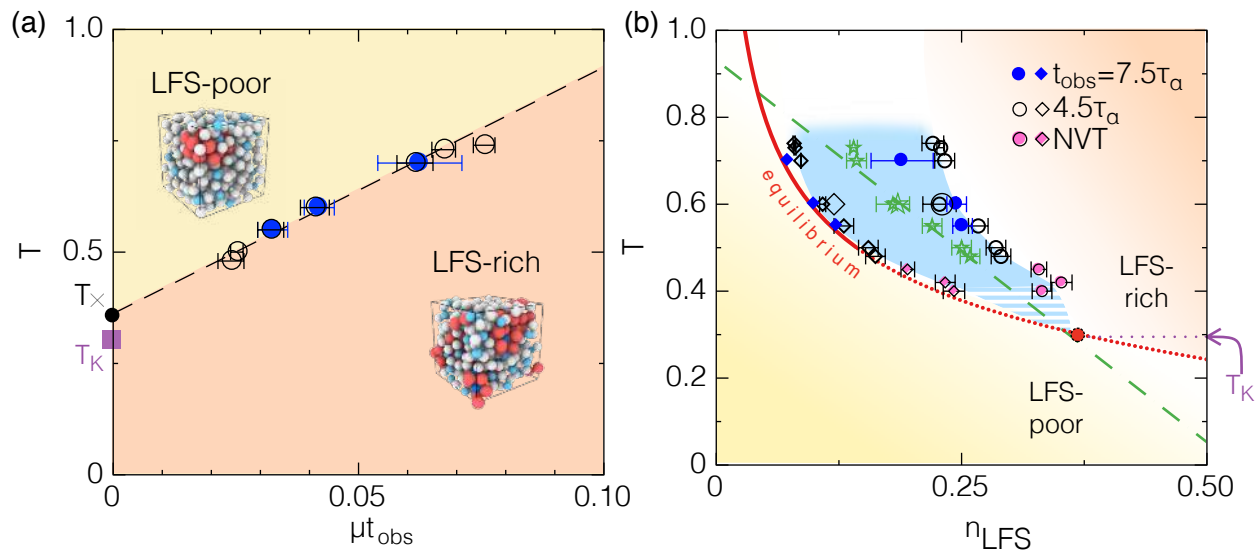 (a)
1.0
0.5
0
T
T×
TK
LFS-poor
LFS-rich
0
0.05
0.10
μtobs
(b)
1.0
0.8
0.6
0.4
0.2
0
T
tobs=7.5τα
4.5τα
NVT
equilibrium
LFS-
rich
LFS-
poor
TK
0
0.25
0.50
nLFS